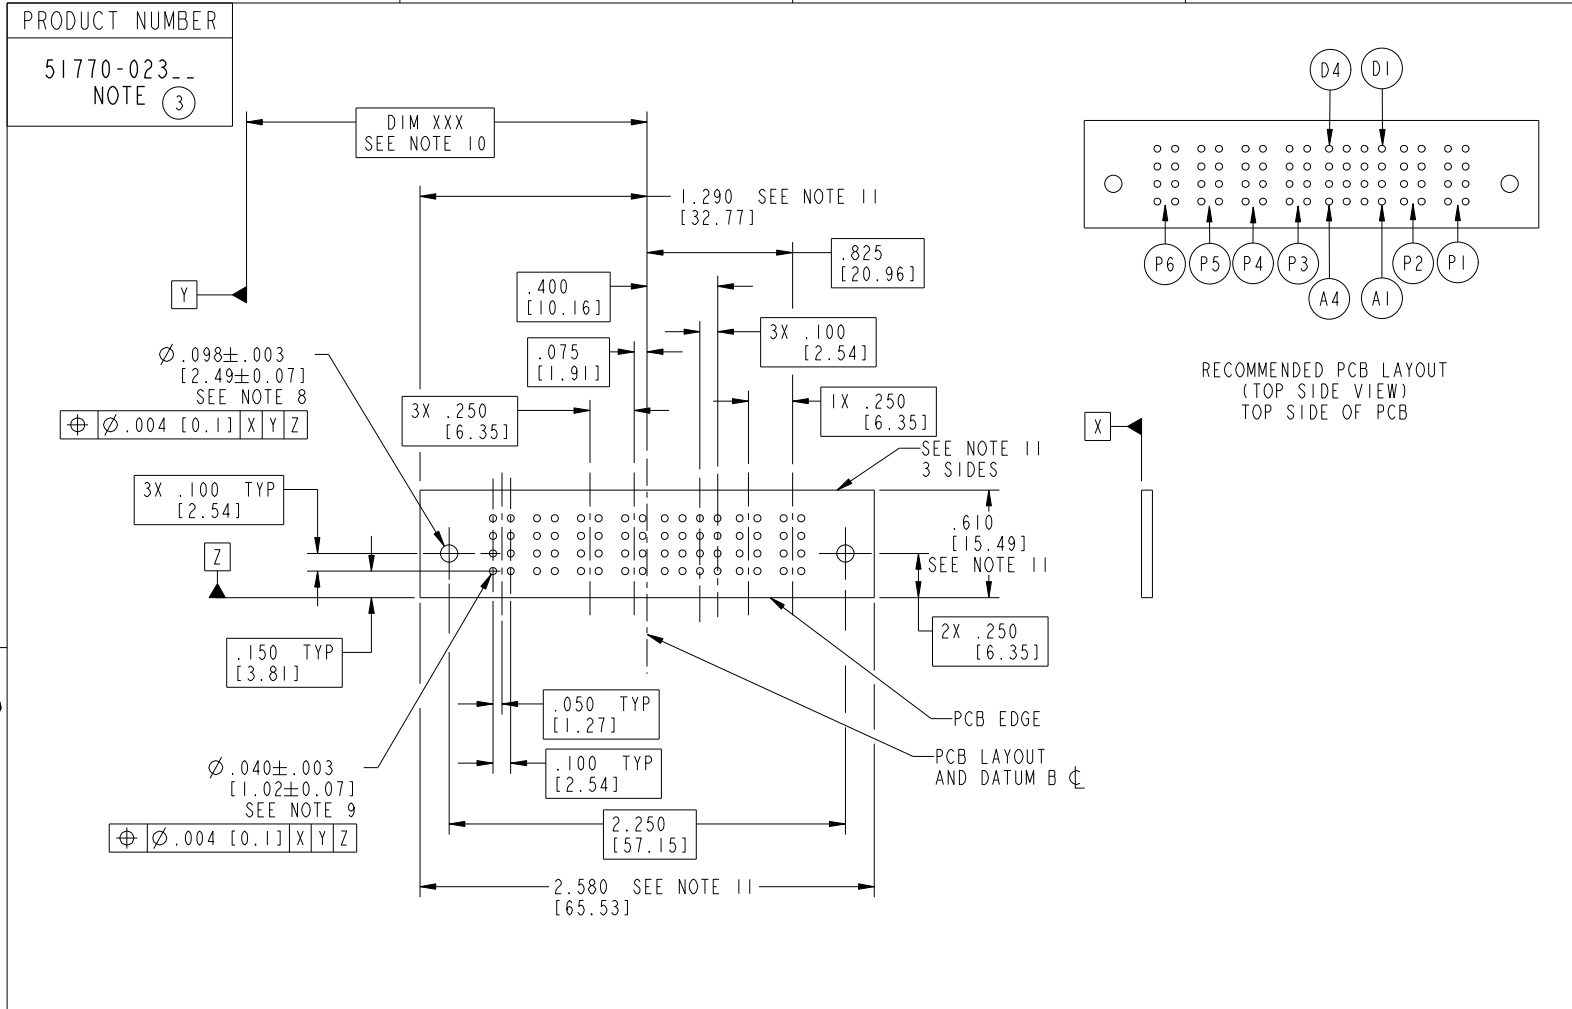 PRODUCT NUMBER
51770-023__
NOTE 3
DIM XXX
SEE NOTE 10
1.290 SEE NOTE 11
[32.77]
.825
[20.96]
.400
[10.16]
3X .100
[2.54]
.075
[1.91]
Y
Ø.098±.003
[2.49±0.07]
SEE NOTE 8
Ø.004 [0.1] X Y Z
3X .250
[6.35]
1X .250
[6.35]
SEE NOTE 11
3 SIDES
3X .100 TYP
[2.54]
Z
.610
[15.49]
SEE NOTE 11
.150 TYP
[3.81]
2X .250
[6.35]
.050 TYP
[1.27]
PCB EDGE
.100 TYP
[2.54]
PCB LAYOUT
AND DATUM B ℄
Ø.040±.003
[1.02±0.07]
SEE NOTE 9
Ø.004 [0.1] X Y Z
2.250
[57.15]
2.580 SEE NOTE 11
[65.53]
D4 D1
P6 P5 P4 P3 P2 P1
A4 A1
RECOMMENDED PCB LAYOUT
(TOP SIDE VIEW)
TOP SIDE OF PCB
X